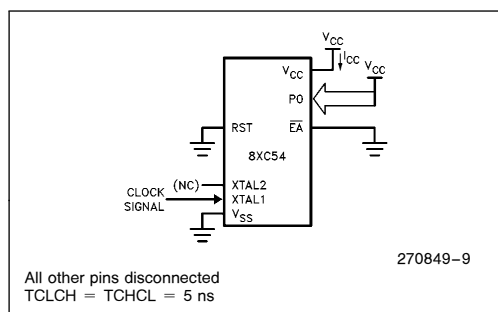 VCC
ICC
VCC
VCC
P0
RST
EA
8XC54
(NC)
XTAL2
CLOCK
SIGNAL
XTAL1
VSS
270849–9
All other pins disconnected
TCLCH = TCHCL = 5 ns